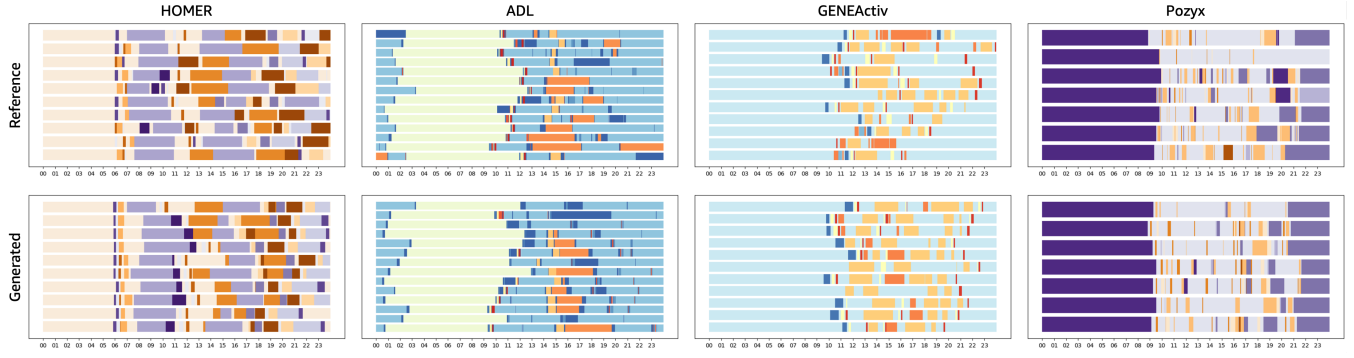 HOMER ADL GENEActiv Pozyx
Reference
00 01 02 03 04 05 06 07 08 09 10 11 12 13 14 15 16 17 18 19 20 21 22 23
00 01 02 03 04 05 06 07 08 09 10 11 12 13 14 15 16 17 18 19 20 21 22 23
00 01 02 03 04 05 06 07 08 09 10 11 12 13 14 15 16 17 18 19 20 21 22 23
00 01 02 03 04 05 06 07 08 09 10 11 12 13 14 15 16 17 18 19 20 21 22 23
Generated
00 01 02 03 04 05 06 07 08 09 10 11 12 13 14 15 16 17 18 19 20 21 22 23
00 01 02 03 04 05 06 07 08 09 10 11 12 13 14 15 16 17 18 19 20 21 22 23
00 01 02 03 04 05 06 07 08 09 10 11 12 13 14 15 16 17 18 19 20 21 22 23
00 01 02 03 04 05 06 07 08 09 10 11 12 13 14 15 16 17 18 19 20 21 22 23